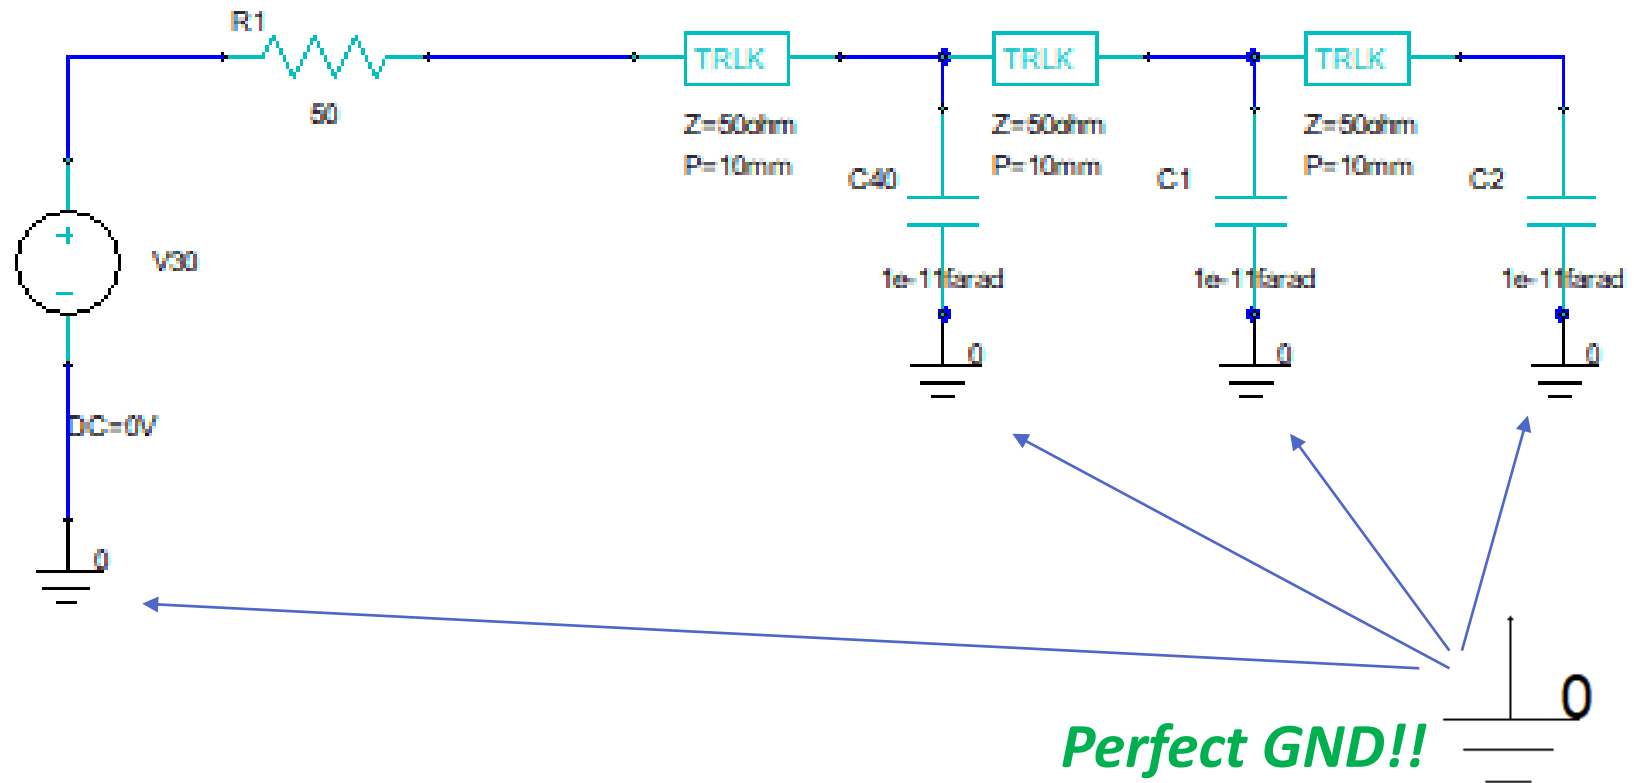 R1
50
TRLK
Z=50ohm
P=10mm
TRLK
Z=50ohm
P=10mm
TRLK
Z=50ohm
P=10mm
C40
1e-11farad
0
C1
1e-11farad
0
C2
1e-11farad
0
+
−
V30
DC=0V
0
Perfect GND!!
0